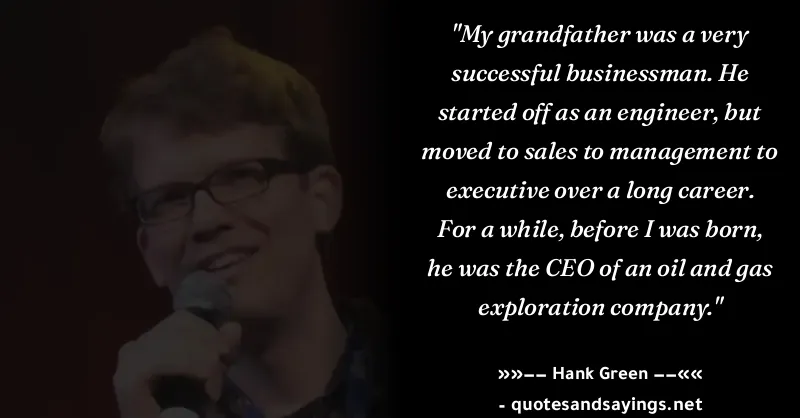 "My grandfather was a very
successful businessman. He
started off as an engineer, but
moved to sales to management to
executive over a long career.
For a while, before I was born,
he was the CEO of an oil and gas
exploration company."
»»–– Hank Green ––««
- quotesandsayings.net